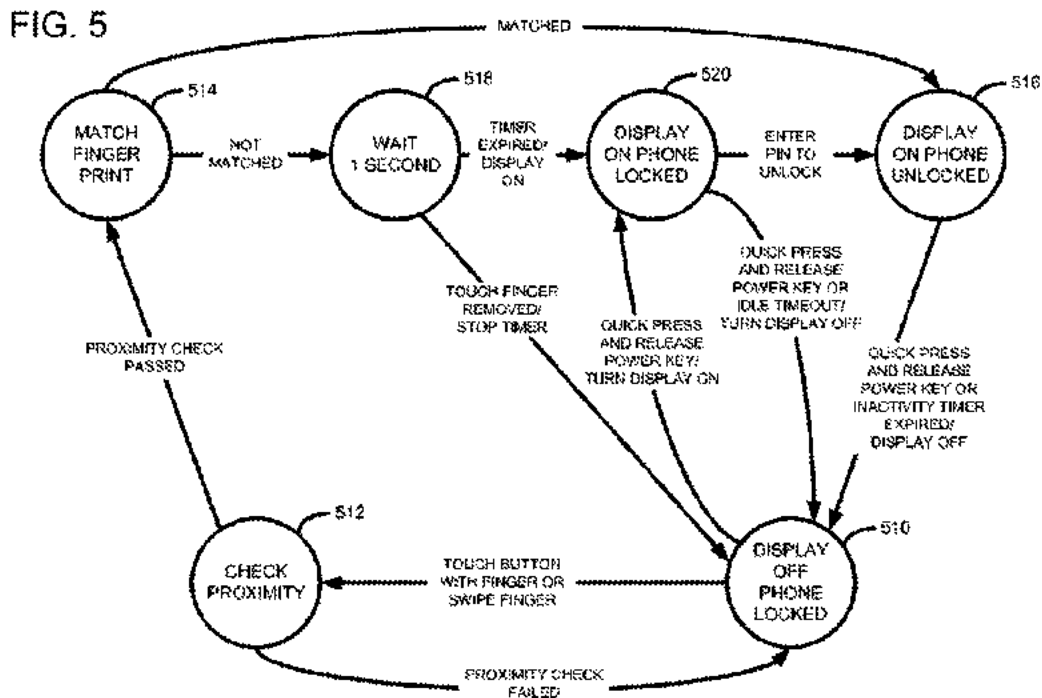 FIG. 5
MATCHED
514
518
520
516
MATCH
FINGER
PRINT
NOT
MATCHED
WAIT
1 SECOND
TIMER
EXPIRED/
DISPLAY
ON
DISPLAY
ON PHONE
LOCKED
ENTER
PIN TO
UNLOCK
DISPLAY
ON PHONE
UNLOCKED
PROXIMITY CHECK
PASSED
TOUCH FINGER
REMOVED/
STOP TIMER
QUICK PRESS
AND RELEASE
POWER KEY/
TURN DISPLAY ON
QUICK PRESS
AND RELEASE
POWER KEY OR
IDLE TIMEOUT/
TURN DISPLAY OFF
QUICK PRESS
AND RELEASE
POWER KEY OR
INACTIVITY TIMER
EXPIRED/
DISPLAY OFF
512
CHECK
PROXIMITY
TOUCH BUTTON
WITH FINGER OR
SWIPE FINGER
510
DISPLAY
OFF
PHONE
LOCKED
PROXIMITY CHECK
FAILED